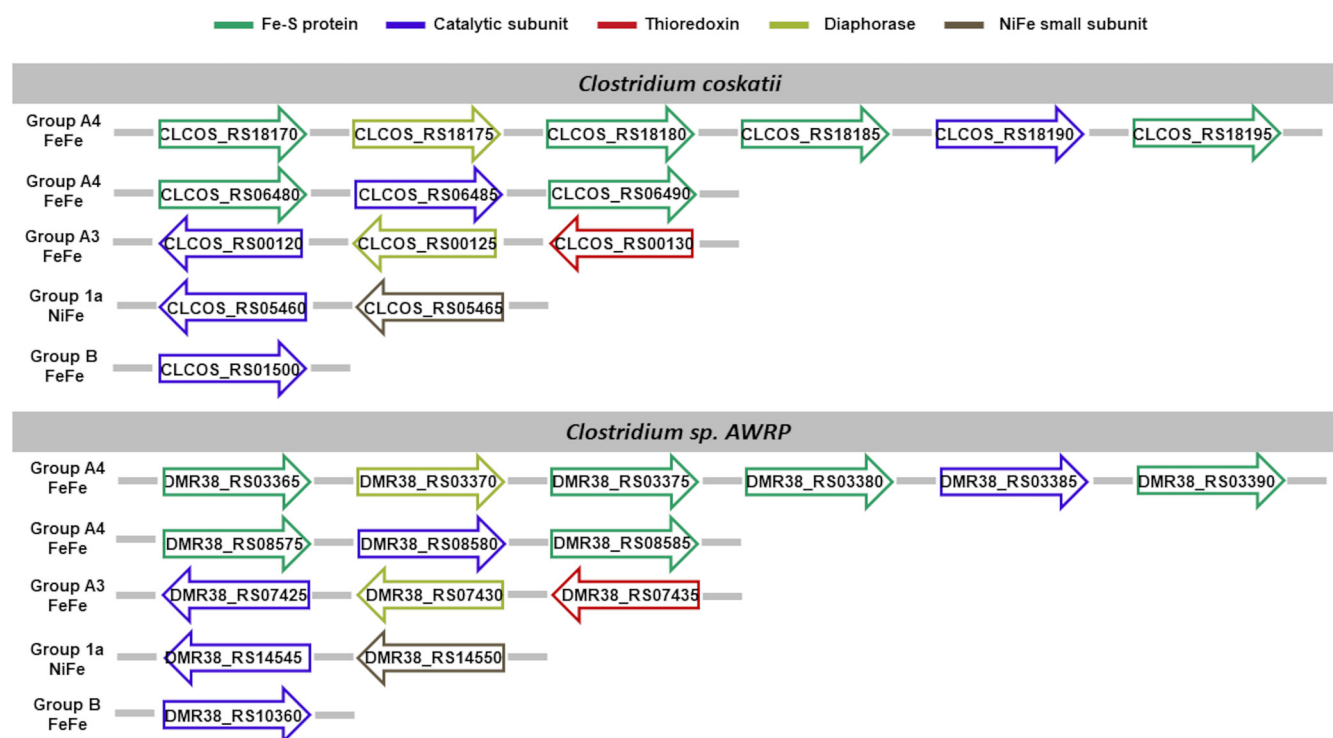 Fe-S protein Catalytic subunit Thioredoxin Diaphorase NiFe small subunit
Clostridium coskatii
Group A4
FeFe
CLCOS_RS18170 CLCOS_RS18175 CLCOS_RS18180 CLCOS_RS18185 CLCOS_RS18190 CLCOS_RS18195
Group A4
FeFe
CLCOS_RS06480 CLCOS_RS06485 CLCOS_RS06490
Group A3
FeFe
CLCOS_RS00120 CLCOS_RS00125 CLCOS_RS00130
Group 1a
NiFe
CLCOS_RS05460 CLCOS_RS05465
Group B
FeFe
CLCOS_RS01500
Clostridium sp. AWRP
Group A4
FeFe
DMR38_RS03365 DMR38_RS03370 DMR38_RS03375 DMR38_RS03380 DMR38_RS03385 DMR38_RS03390
Group A4
FeFe
DMR38_RS08575 DMR38_RS08580 DMR38_RS08585
Group A3
FeFe
DMR38_RS07425 DMR38_RS07430 DMR38_RS07435
Group 1a
NiFe
DMR38_RS14545 DMR38_RS14550
Group B
FeFe
DMR38_RS10360